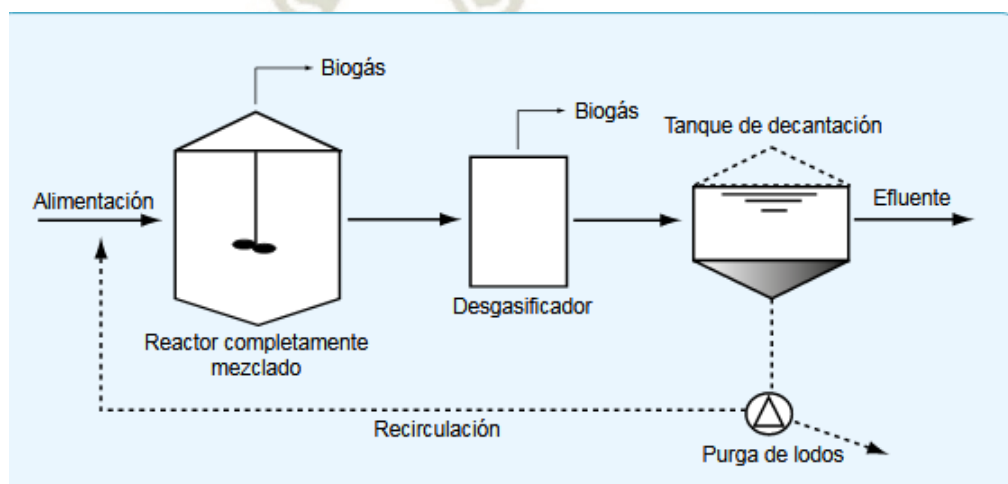 Biogás
Biogás
Tanque de decantación
Alimentación
Efluente
Desgasificador
Reactor completamente
mezclado
Recirculación
Purga de lodos